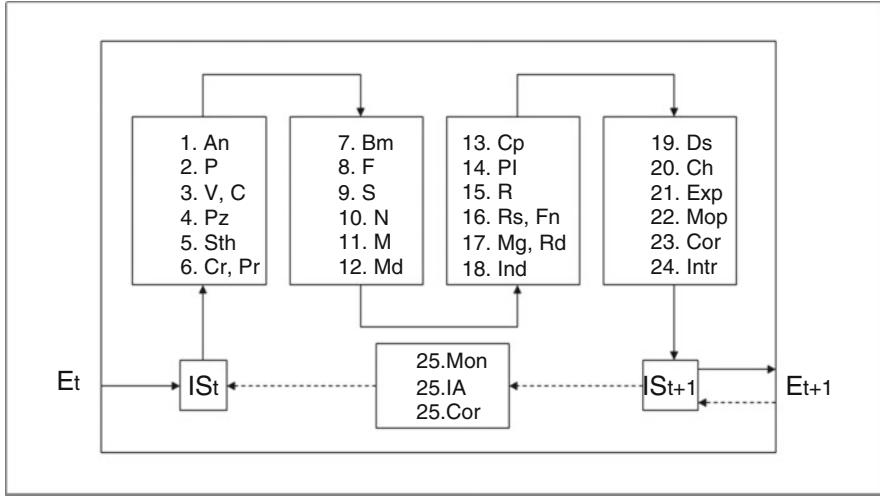 1. An
2. P
3. V, C
4. Pz
5. Sth
6. Cr, Pr
7. Bm
8. F
9. S
10. N
11. M
12. Md
13. Cp
14. Pl
15. R
16. Rs, Fn
17. Mg, Rd
18. Ind
19. Ds
20. Ch
21. Exp
22. Mop
23. Cor
24. Intr
Et
ISt
25.Mon
25.IA
25.Cor
ISt+1
Et+1